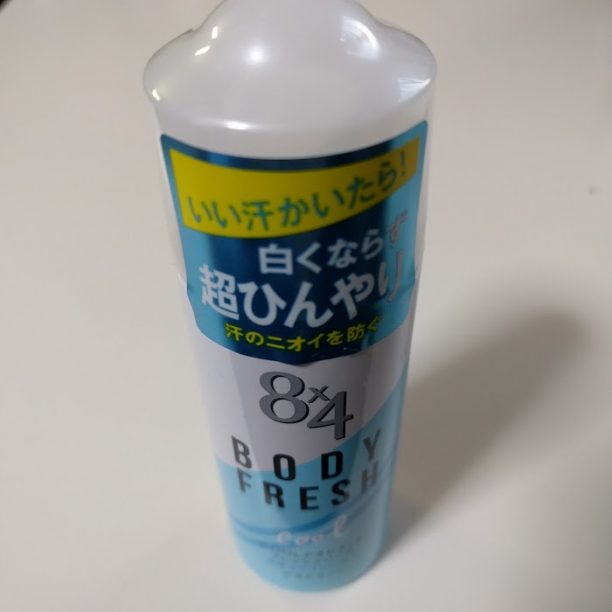 いい汗かいたら!
白くならず
超ひんやり
汗のニオイを防ぐ
8x4
BODY
FRESH
cool